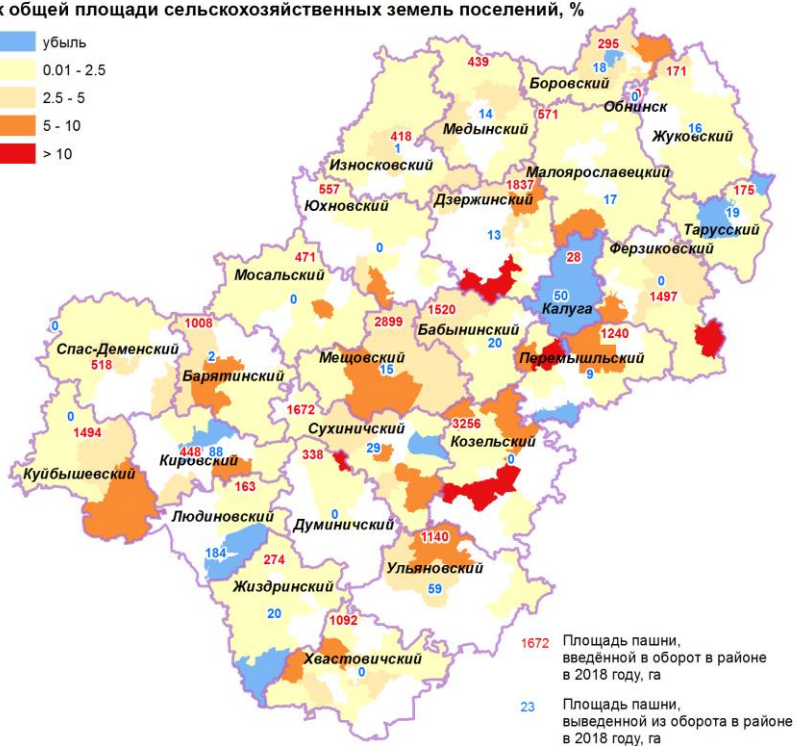 к общей площади сельскохозяйственных земель поселений, %
убыль
0.01 - 2.5
2.5 - 5
5 - 10
> 10
295
18
Боровский
171
439
14
Медынский
571
0
Обнинск
16
Жуковский
418
1
Износковский
Малоярославецкий
17
557
Юхновский
0
1837
Дзержинский
13
175
19
Тарусский
Ферзиковский
0
1497
28
50
Калуга
471
Мосальский
0
1008
0
Спас-Деменский
518
2
Барятинский
2899
Мещовский
15
1520
Бабынинский
20
1240
Перемышльский
9
0
1494
Куйбышевский
448
88
Кировский
1672
Сухиничский
29
3256
Козельский
0
338
Думиничский
0
163
Людиновский
184
1140
Ульяновский
59
274
Жиздринский
20
1092
Хвастовичский
0
1672 Площадь пашни,
введённой в оборот в районе
в 2018 году, га
23 Площадь пашни,
выведенной из оборота в районе
в 2018 году, га